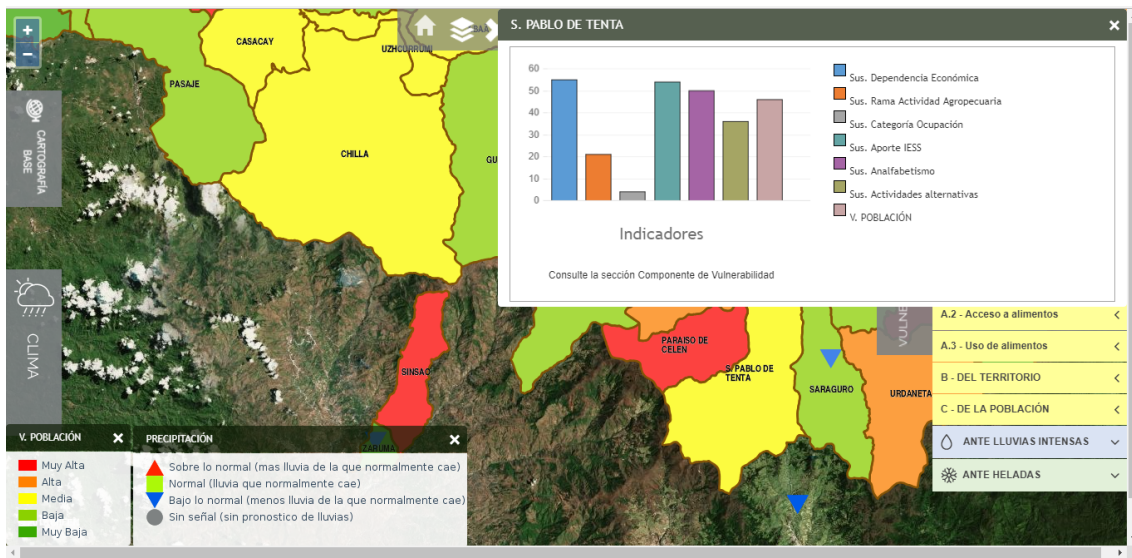 +
−
CARTOGRAFÍA
BASE
CLIMA
CASACAY
UZHCURRUMI
PASAJE
CHILLA
GU
S. PABLO DE TENTA
60
50
40
30
20
10
0
Indicadores
Sus. Dependencia Económica
Sus. Rama Actividad Agropecuaria
Sus. Categoría Ocupación
Sus. Aporte IESS
Sus. Analfabetismo
Sus. Actividades alternativas
V. POBLACIÓN
Consulte la sección Componente de Vulnerabilidad
VULNE
A.2 - Acceso a alimentos
A.3 - Uso de alimentos
B - DEL TERRITORIO
C - DE LA POBLACIÓN
ANTE LLUVIAS INTENSAS
ANTE HELADAS
PARAISO DE
CELEN
S. PABLO DE
TENTA
SARAGURO
URDANETA
SINSAO
ZARUMA
V. POBLACIÓN
Muy Alta
Alta
Media
Baja
Muy Baja
PRECIPITACIÓN
Sobre lo normal (mas lluvia de la que normalmente cae)
Normal (lluvia que normalmente cae)
Bajo lo normal (menos lluvia de la que normalmente cae)
Sin señal (sin pronostico de lluvias)